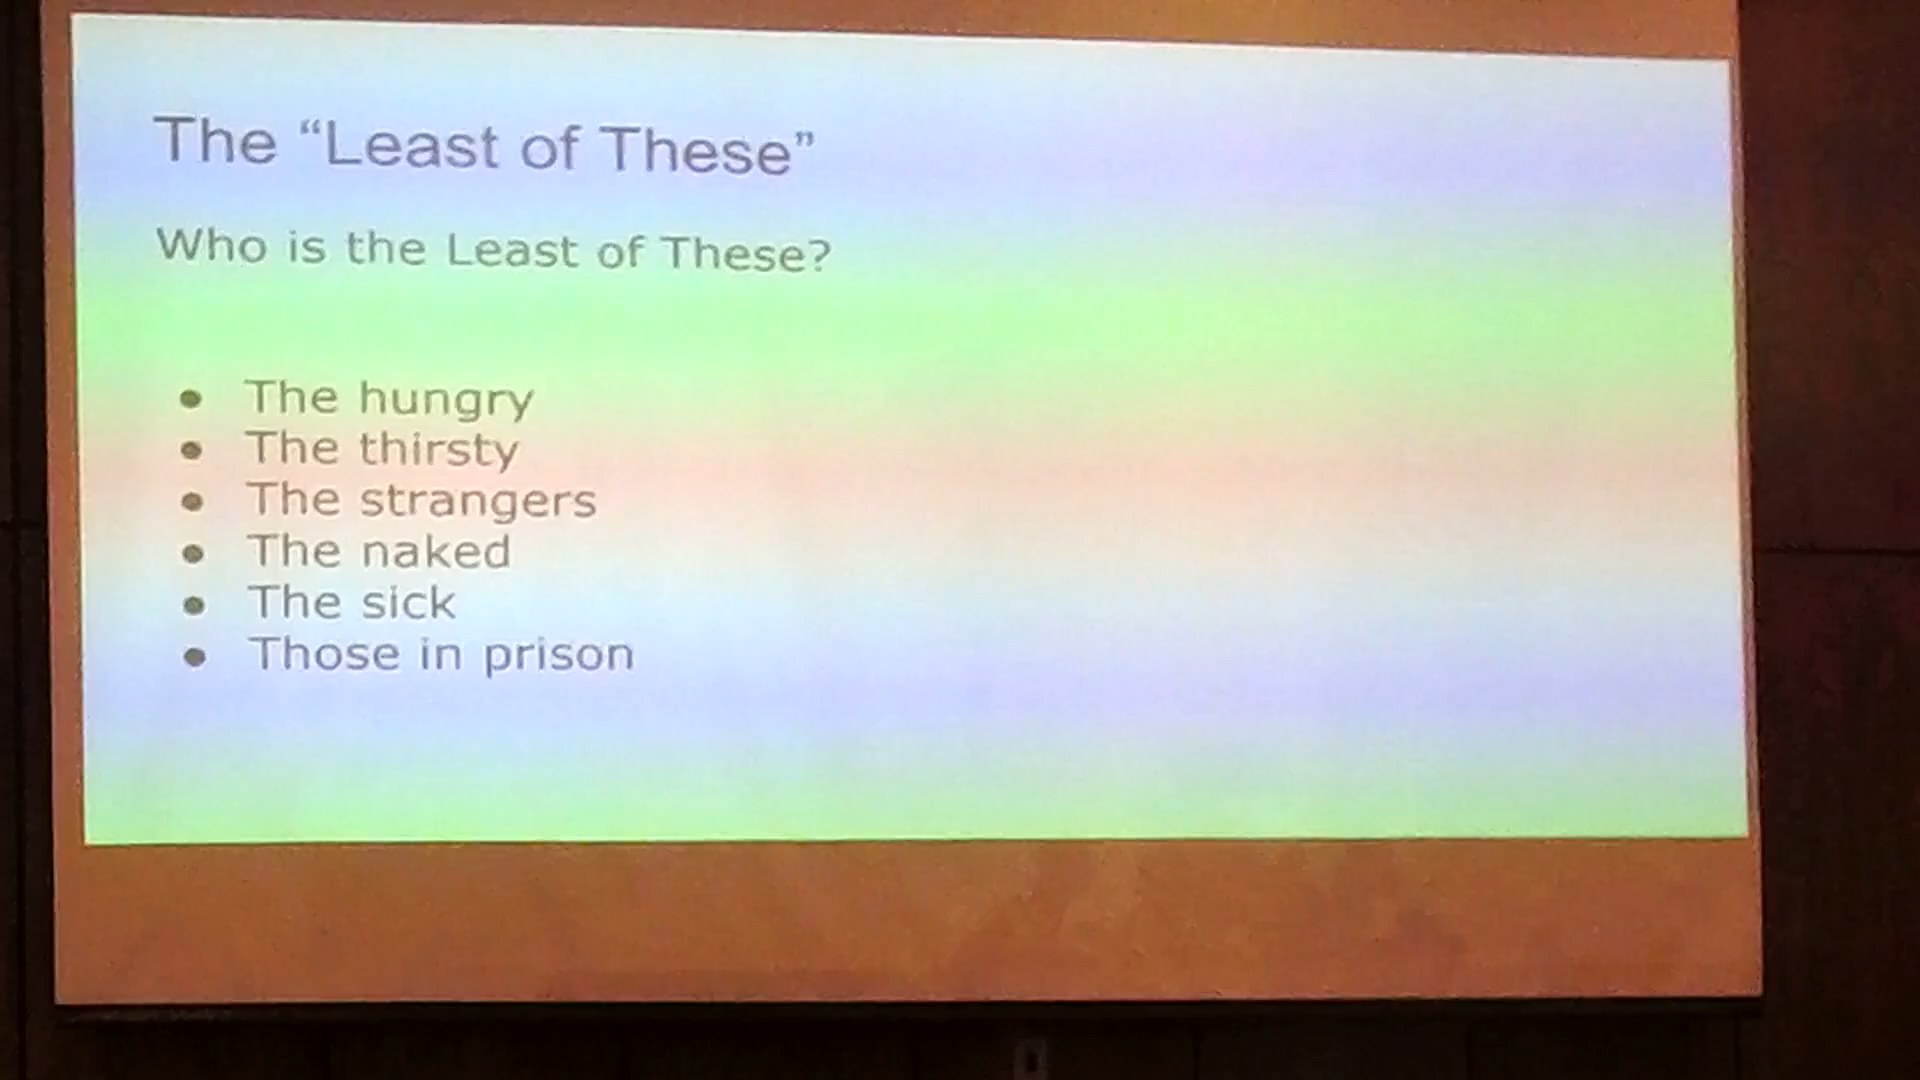 The “Least of These”
Who is the Least of These?
● The hungry
● The thirsty
● The strangers
● The naked
● The sick
● Those in prison